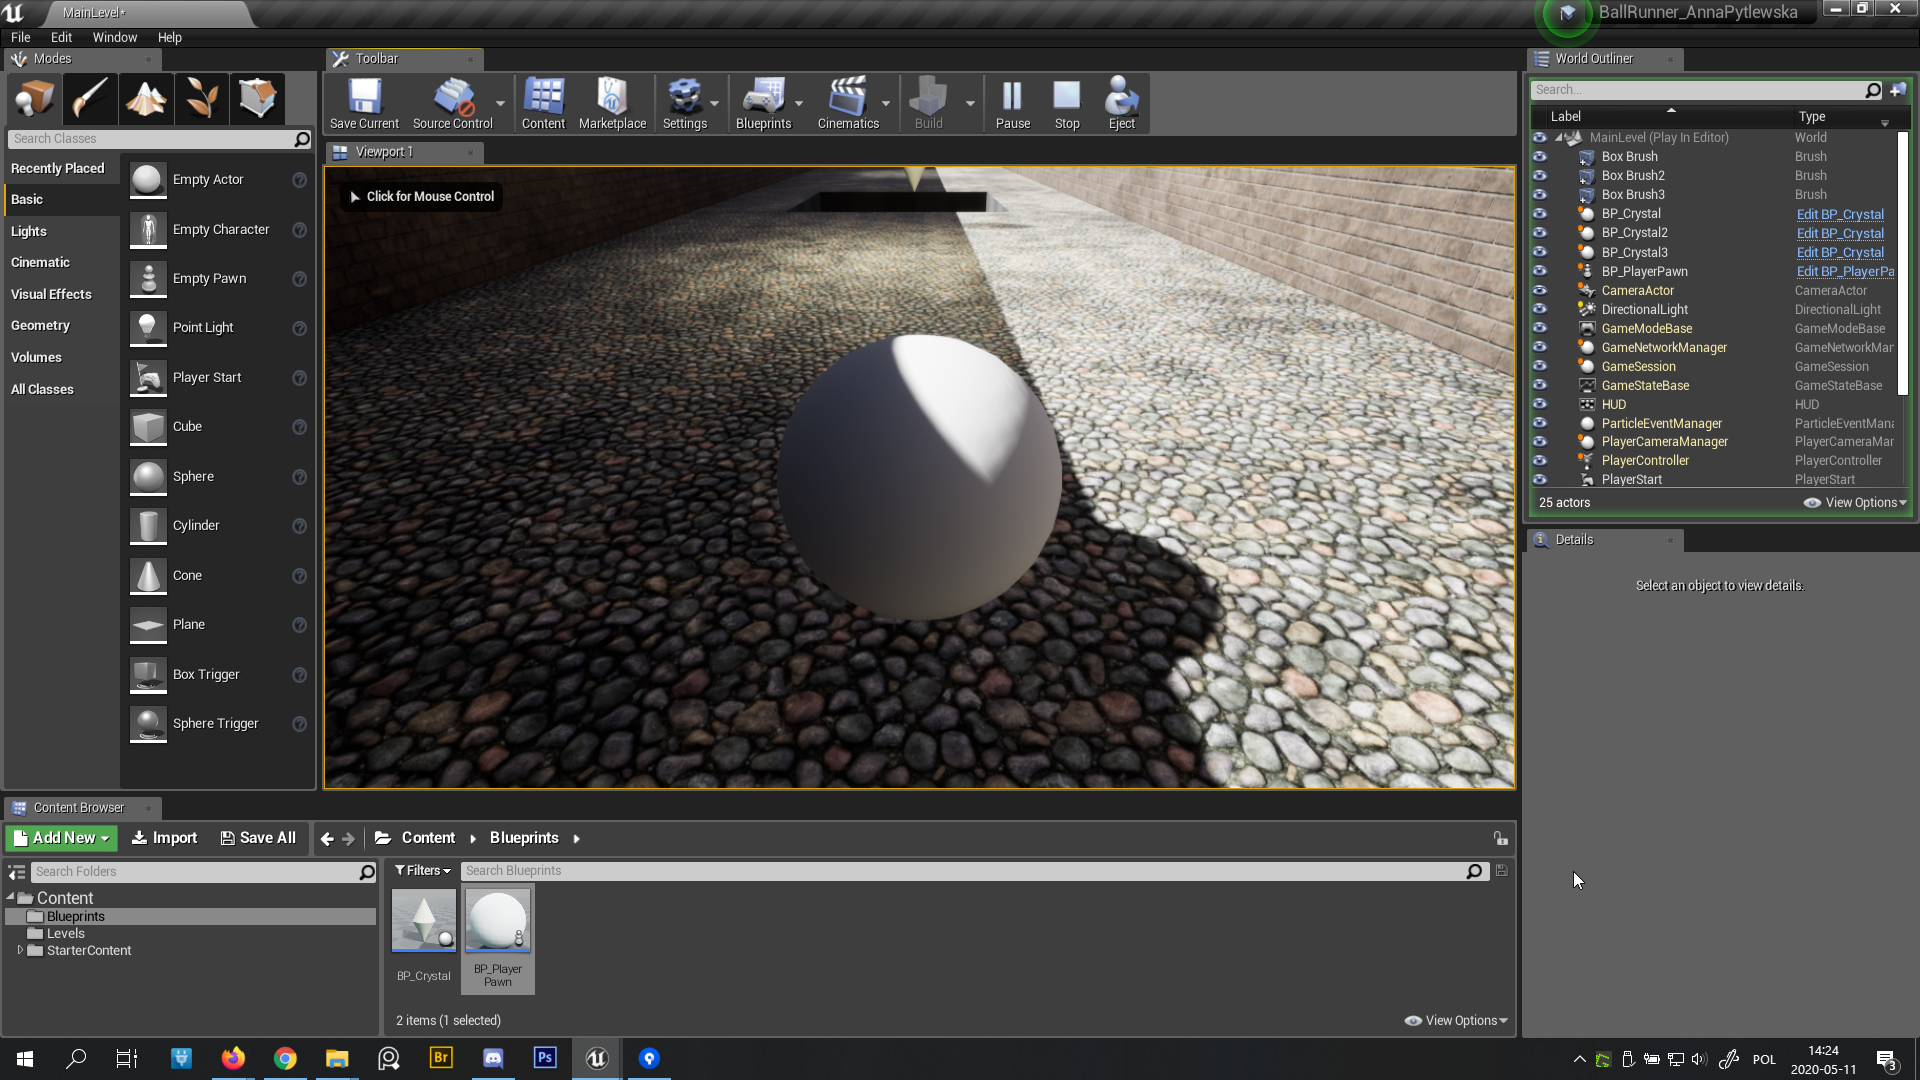 MainLevel*
BallRunner_AnnaPytlewska
File Edit Window Help
Modes
Search Classes
Recently Placed
Basic
Lights
Cinematic
Visual Effects
Geometry
Volumes
All Classes
Empty Actor
Empty Character
Empty Pawn
Point Light
Player Start
Cube
Sphere
Cylinder
Cone
Plane
Box Trigger
Sphere Trigger
Toolbar
Save Current
Source Control
Content
Marketplace
Settings
Blueprints
Cinematics
Build
Pause
Stop
Eject
Viewport 1
Click for Mouse Control
World Outliner
Search...
Label Type
MainLevel (Play In Editor) World
Box Brush Brush
Box Brush2 Brush
Box Brush3 Brush
BP_Crystal Edit BP_Crystal
BP_Crystal2 Edit BP_Crystal
BP_Crystal3 Edit BP_Crystal
BP_PlayerPawn Edit BP_PlayerPa
CameraActor CameraActor
DirectionalLight DirectionalLight
GameModeBase GameModeBase
GameNetworkManager GameNetworkMar
GameSession GameSession
GameStateBase GameStateBase
HUD HUD
ParticleEventManager ParticleEventMana
PlayerCameraManager PlayerCameraMar
PlayerController PlayerController
PlayerStart PlayerStart
25 actors View Options
Details
Select an object to view details.
Content Browser
Add New Import Save All Content Blueprints
Search Folders
Content
Blueprints
Levels
StarterContent
Filters Search Blueprints
BP_Crystal
BP_Player
Pawn
2 items (1 selected) View Options
Br
Ps
POL
14:24
2020-05-11
3